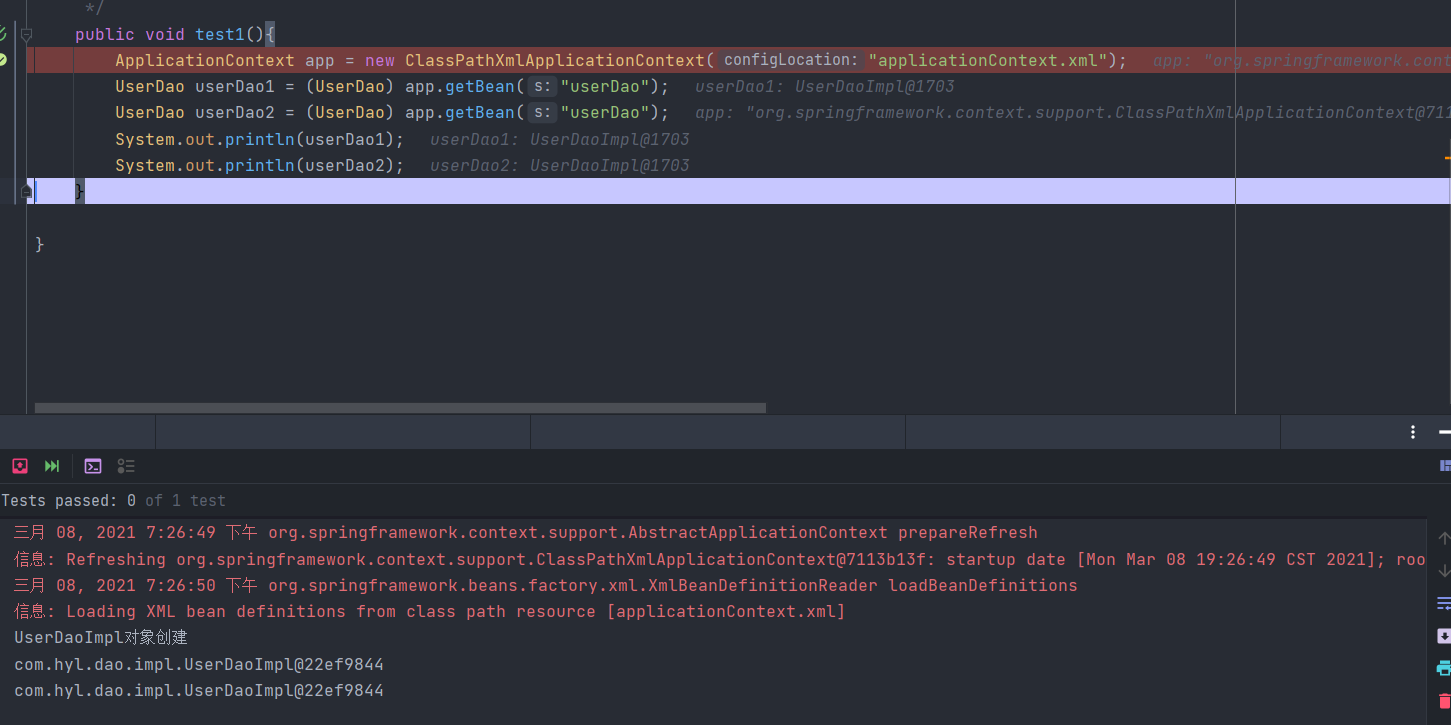 */
public void test1(){
ApplicationContext app = new ClassPathXmlApplicationContext( configLocation: "applicationContext.xml"); app: "org.springframework.cont
UserDao userDao1 = (UserDao) app.getBean( s: "userDao"); userDao1: UserDaoImpl@1703
UserDao userDao2 = (UserDao) app.getBean( s: "userDao"); app: "org.springframework.context.support.ClassPathXmlApplicationContext@711
System.out.println(userDao1); userDao1: UserDaoImpl@1703
System.out.println(userDao2); userDao2: UserDaoImpl@1703
}
}
Tests passed: 0 of 1 test
三月 08, 2021 7:26:49 下午 org.springframework.context.support.AbstractApplicationContext prepareRefresh
信息: Refreshing org.springframework.context.support.ClassPathXmlApplicationContext@7113b13f: startup date [Mon Mar 08 19:26:49 CST 2021]; roo
三月 08, 2021 7:26:50 下午 org.springframework.beans.factory.xml.XmlBeanDefinitionReader loadBeanDefinitions
信息: Loading XML bean definitions from class path resource [applicationContext.xml]
UserDaoImpl对象创建
com.hyl.dao.impl.UserDaoImpl@22ef9844
com.hyl.dao.impl.UserDaoImpl@22ef9844